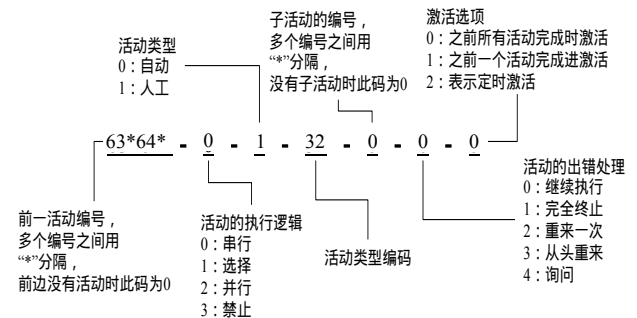 活动类型
0：自动
1：人工
子活动的编号，
多个编号之间用
“*”分隔，
没有子活动时此码为0
激活选项
0：之前所有活动完成时激活
1：之前一个活动完成进激活
2：表示定时激活
63*64* - 0 - 1 - 32 - 0 - 0 - 0
前一活动编号，
多个编号之间用
“*”分隔，
前边没有活动时此码为0
活动的执行逻辑
0：串行
1：选择
2：并行
3：禁止
活动类型编码
活动的出错处理
0：继续执行
1：完全终止
2：重来一次
3：从头重来
4：询问